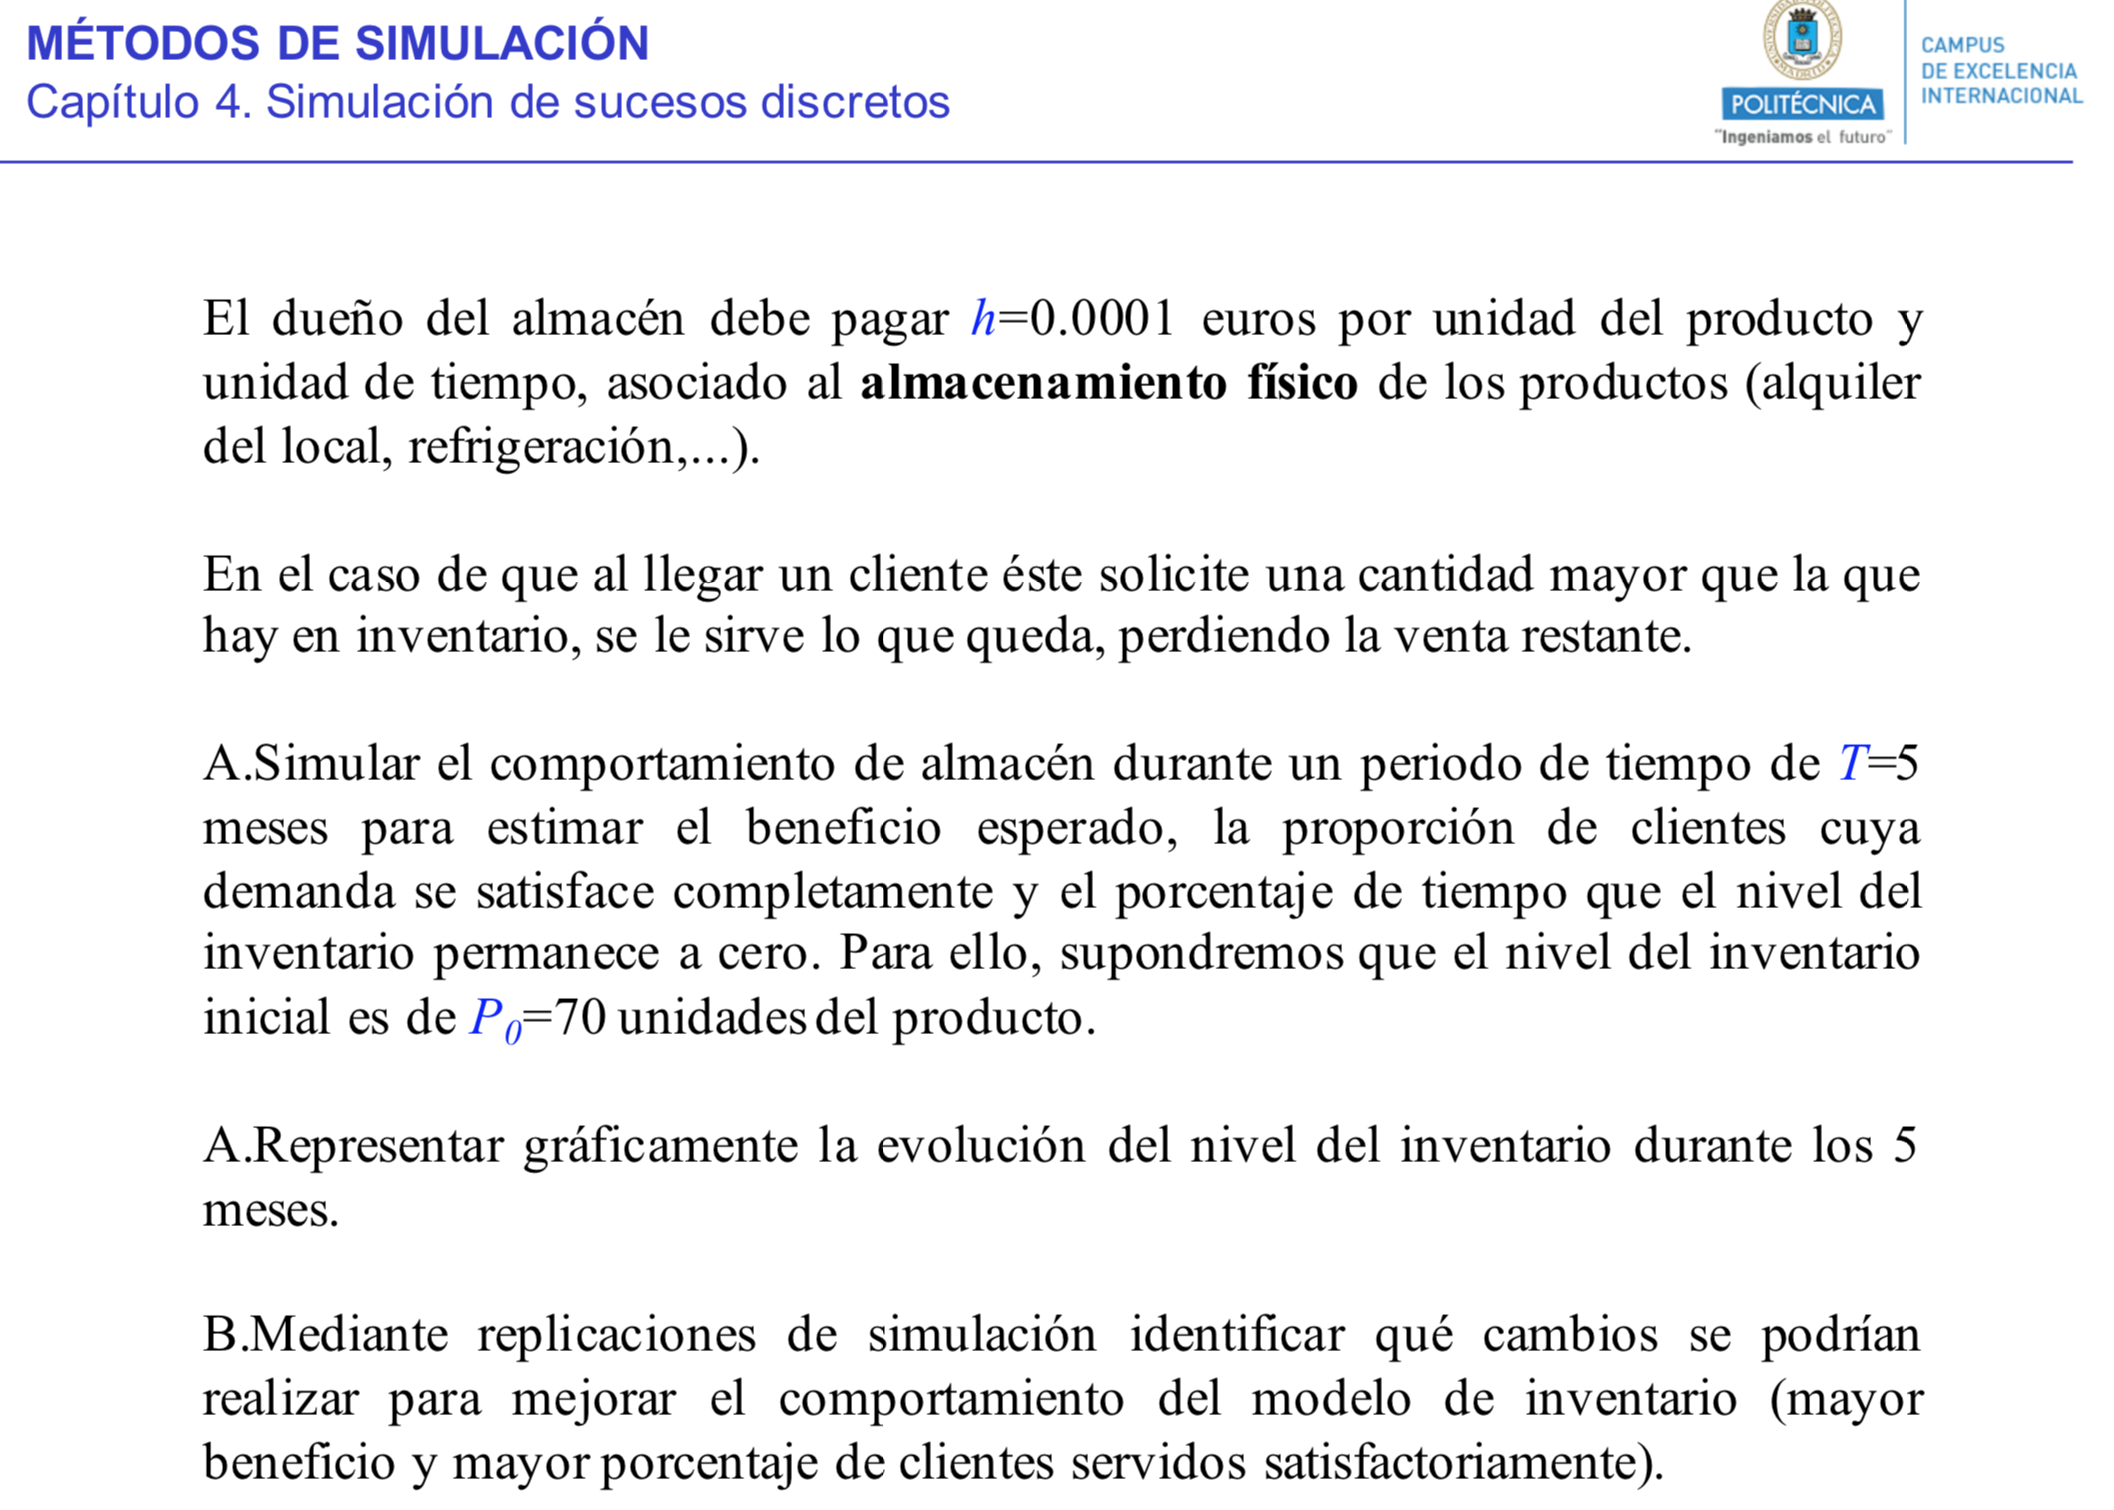 MÉTODOS DE SIMULACIÓN
Capítulo 4. Simulación de sucesos discretos
POLITÉCNICA
"Ingeniamos el futuro"
CAMPUS
DE EXCELENCIA
INTERNACIONAL
El dueño del almacén debe pagar h=0.0001 euros por unidad del producto y
unidad de tiempo, asociado al almacenamiento físico de los productos (alquiler
del local, refrigeración,...).
En el caso de que al llegar un cliente éste solicite una cantidad mayor que la que
hay en inventario, se le sirve lo que queda, perdiendo la venta restante.
A.Simular el comportamiento de almacén durante un periodo de tiempo de T=5
meses para estimar el beneficio esperado, la proporción de clientes cuya
demanda se satisface completamente y el porcentaje de tiempo que el nivel del
inventario permanece a cero. Para ello, supondremos que el nivel del inventario
inicial es de P0=70 unidades del producto.
A.Representar gráficamente la evolución del nivel del inventario durante los 5
meses.
B.Mediante replicaciones de simulación identificar qué cambios se podrían
realizar para mejorar el comportamiento del modelo de inventario (mayor
beneficio y mayor porcentaje de clientes servidos satisfactoriamente).